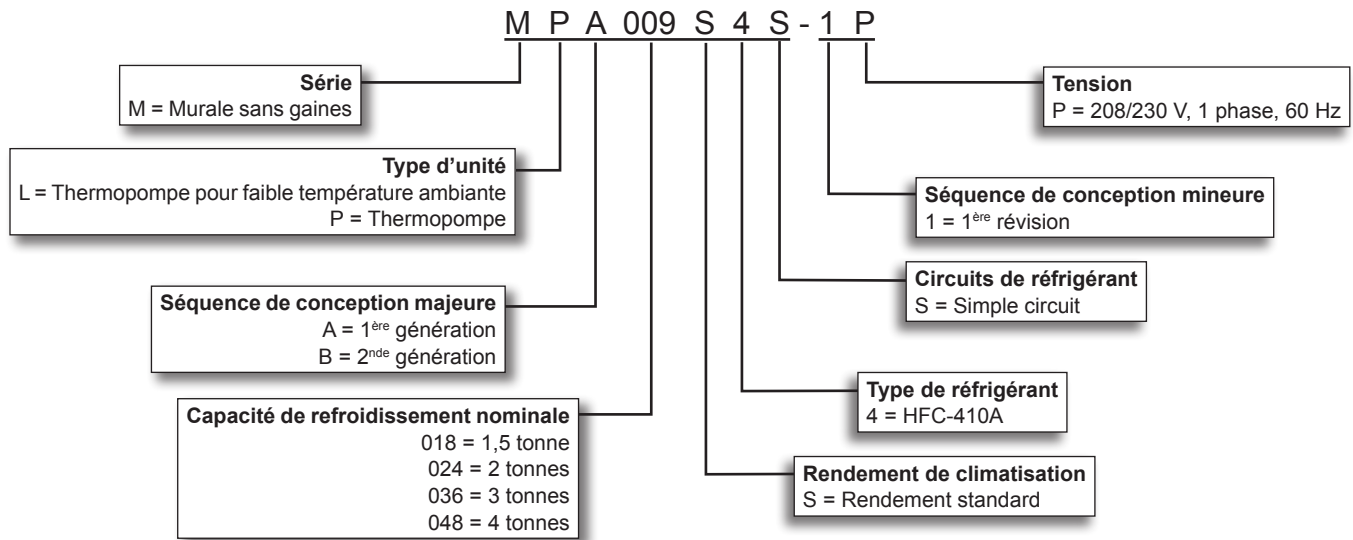 M P A 009 S 4 S - 1 P
Série
M = Murale sans gaines
Type d’unité
L = Thermopompe pour faible température ambiante
P = Thermopompe
Séquence de conception majeure
A = 1ère génération
B = 2nde génération
Capacité de refroidissement nominale
018 = 1,5 tonne
024 = 2 tonnes
036 = 3 tonnes
048 = 4 tonnes
Tension
P = 208/230 V, 1 phase, 60 Hz
Séquence de conception mineure
1 = 1ère révision
Circuits de réfrigérant
S = Simple circuit
Type de réfrigérant
4 = HFC-410A
Rendement de climatisation
S = Rendement standard